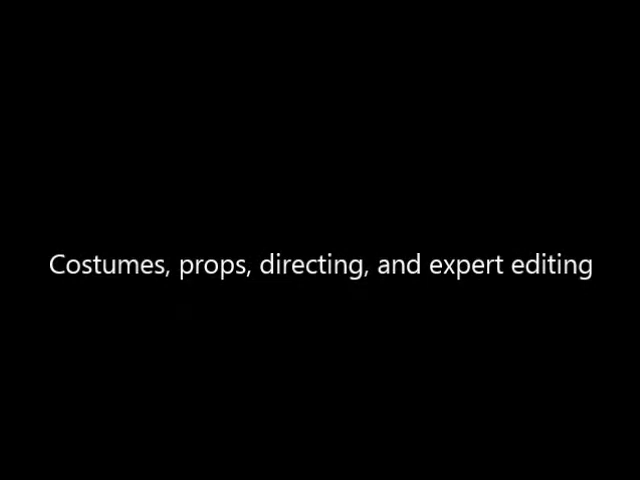 Costumes, props, directing, and expert editing